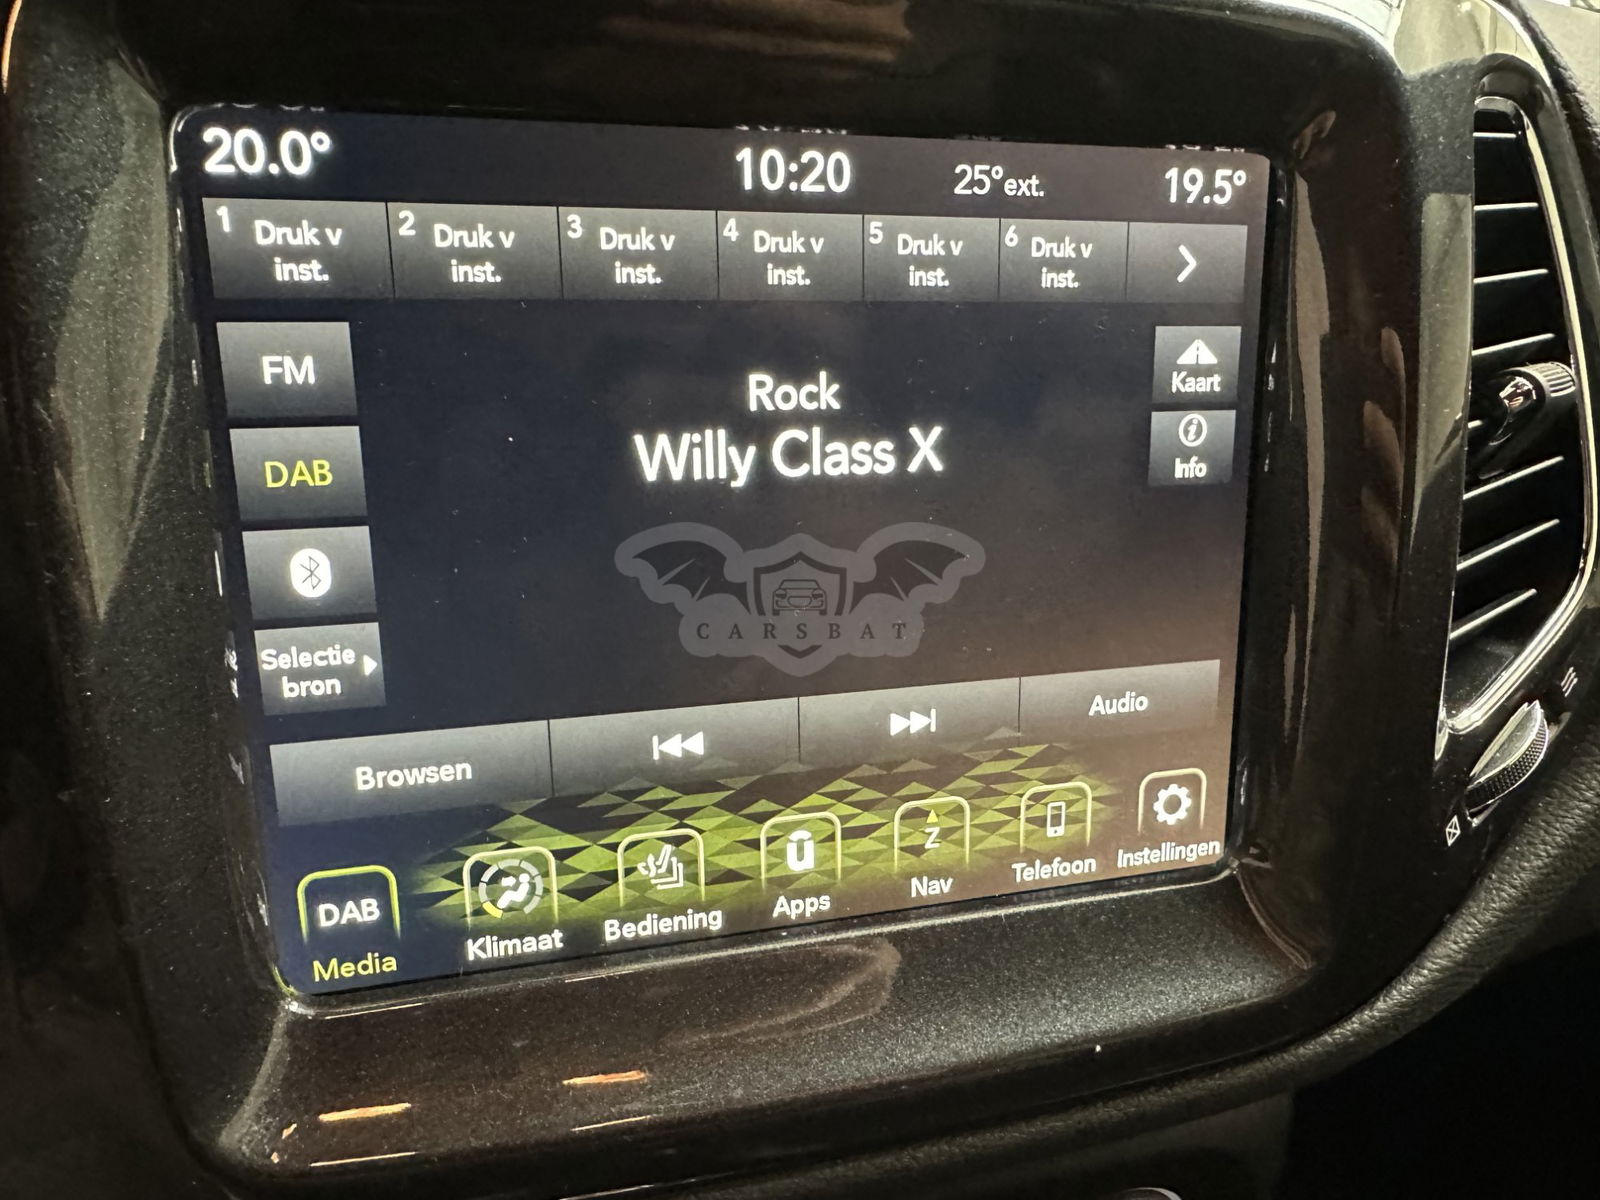 20.0° 10:20 25°ext. 19.5°
1 Druk v inst.
2 Druk v inst.
3 Druk v inst.
4 Druk v inst.
5 Druk v inst.
6 Druk v inst.
FM
Rock
Kaart
Willy Class X
Info
DAB
CARSBAT
Selectie
bron
Browsen
Audio
DAB
Media
Klimaat
Bediening
ū
Apps
Z
Nav
Telefoon
Instellingen